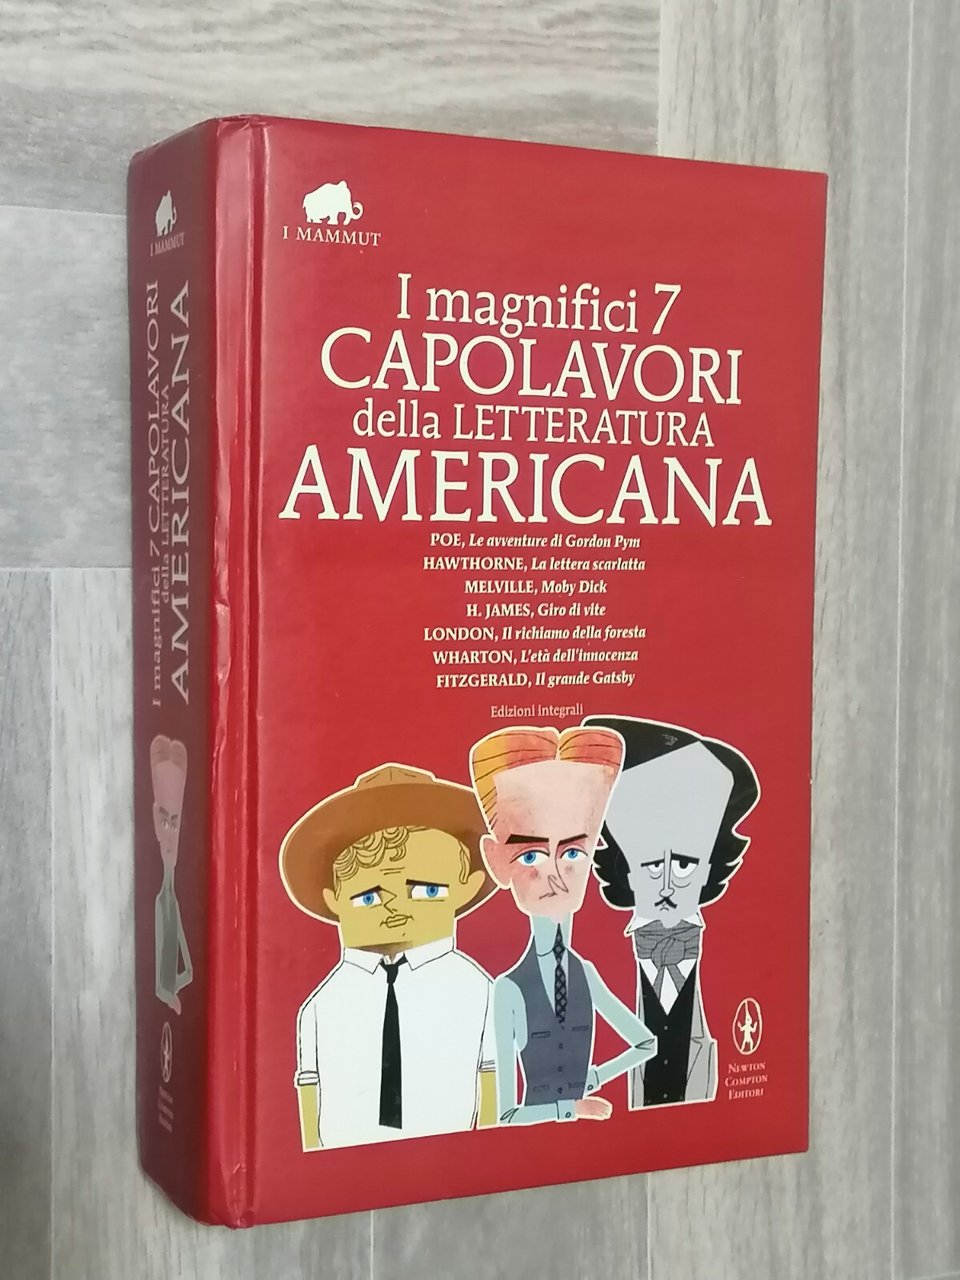 I MAMMUT
I magnifici 7 CAPOLAVORI
della LETTERATURA
AMERICANA
I MAMMUT
I magnifici 7
CAPOLAVORI
della LETTERATURA
AMERICANA
POE, Le avventure di Gordon Pym
HAWTHORNE, La lettera scarlatta
MELVILLE, Moby Dick
H. JAMES, Giro di vite
LONDON, Il richiamo della foresta
WHARTON, L'età dell'innocenza
FITZGERALD, Il grande Gatsby
Edizioni integrali
NEWTON
COMPTON
EDITORI